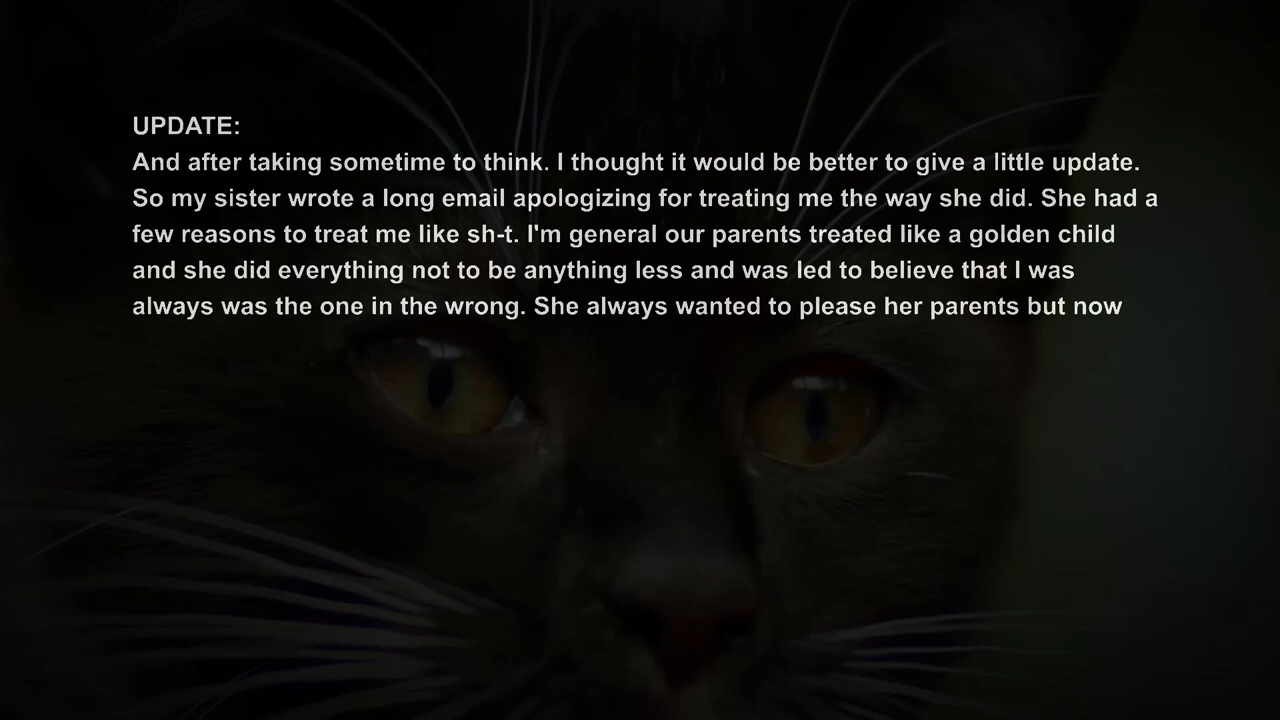 UPDATE:
And after taking sometime to think. I thought it would be better to give a little update.
So my sister wrote a long email apologizing for treating me the way she did. She had a
few reasons to treat me like sh-t. I'm general our parents treated like a golden child
and she did everything not to be anything less and was led to believe that I was
always was the one in the wrong. She always wanted to please her parents but now